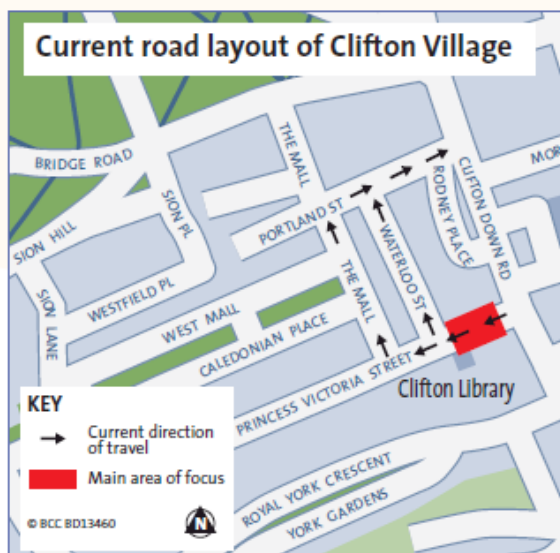 Current road layout of Clifton Village
BRIDGE ROAD
THE MALL
SION PL
PORTLAND ST
CLIFTON DOWN RD
MOR
RODNEY PLACE
SION HILL
WATERLOO ST
SION LANE
WESTFIELD PL
WEST MALL
THE MALL
CALEDONIAN PLACE
PRINCESS VICTORIA STREET
Clifton Library
KEY
Current direction
of travel
Main area of focus
© BCC BD13460
N
ROYAL YORK CRESCENT
YORK GARDENS